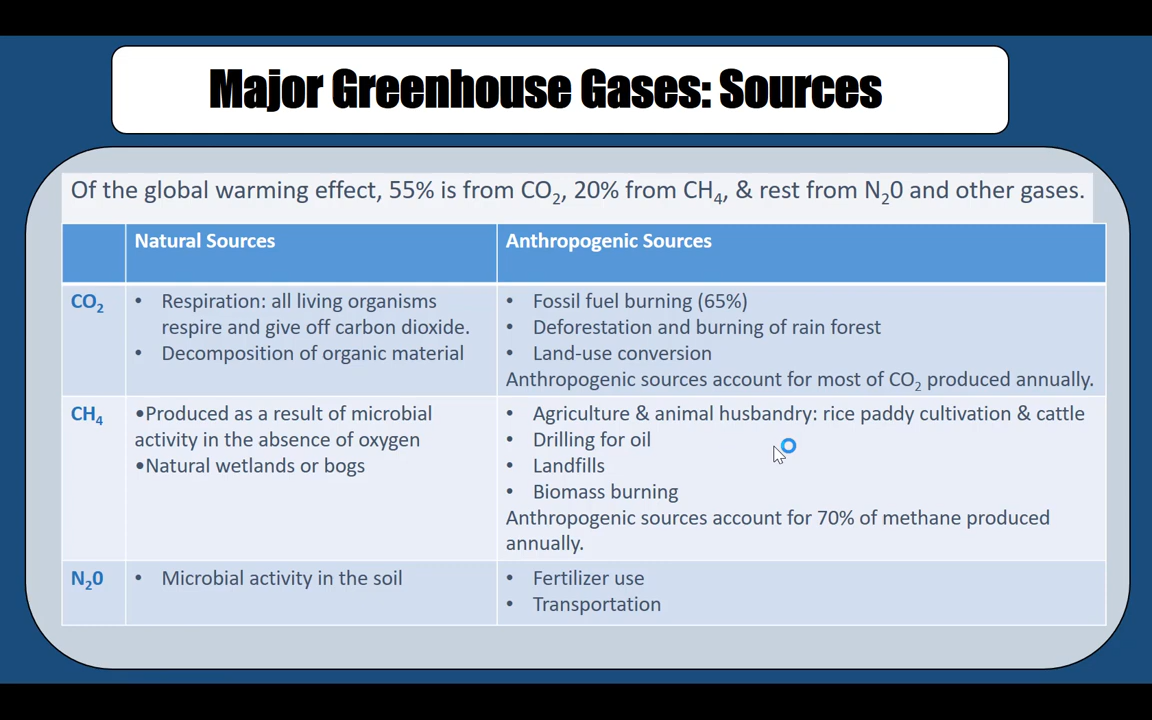 Major Greenhouse Gases: Sources
Of the global warming effect, 55% is from CO₂, 20% from CH₄, & rest from N₂0 and other gases.
Natural Sources
Anthropogenic Sources
CO₂
• Respiration: all living organisms
respire and give off carbon dioxide.
• Decomposition of organic material
• Fossil fuel burning (65%)
• Deforestation and burning of rain forest
• Land-use conversion
Anthropogenic sources account for most of CO₂ produced annually.
CH₄
•Produced as a result of microbial
activity in the absence of oxygen
•Natural wetlands or bogs
• Agriculture & animal husbandry: rice paddy cultivation & cattle
• Drilling for oil
• Landfills
• Biomass burning
Anthropogenic sources account for 70% of methane produced
annually.
N₂0
• Microbial activity in the soil
• Fertilizer use
• Transportation